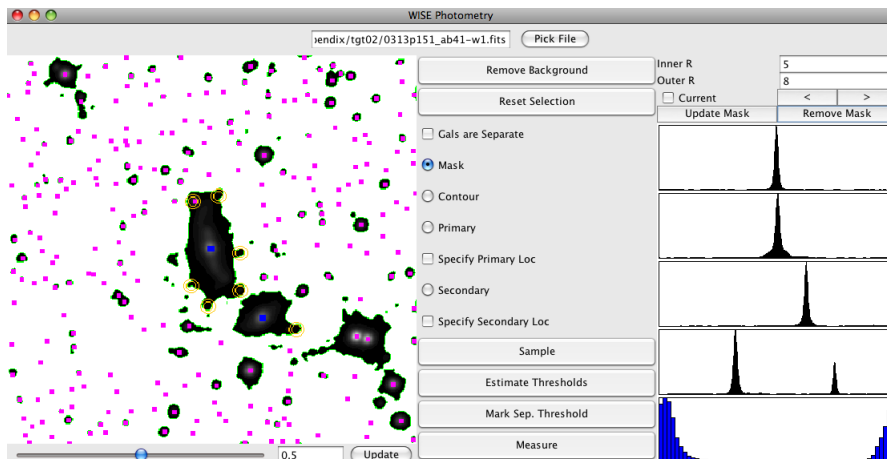 WISE Photometry
pendix/tgt02/0313p151_ab41-w1.fits Pick File
Remove Background
Reset Selection
Gals are Separate
Mask
Contour
Primary
Specify Primary Loc
Secondary
Specify Secondary Loc
Sample
Estimate Thresholds
Mark Sep. Threshold
Measure
Inner R 5
Outer R 8
Current < >
Update Mask Remove Mask
0.5 Update